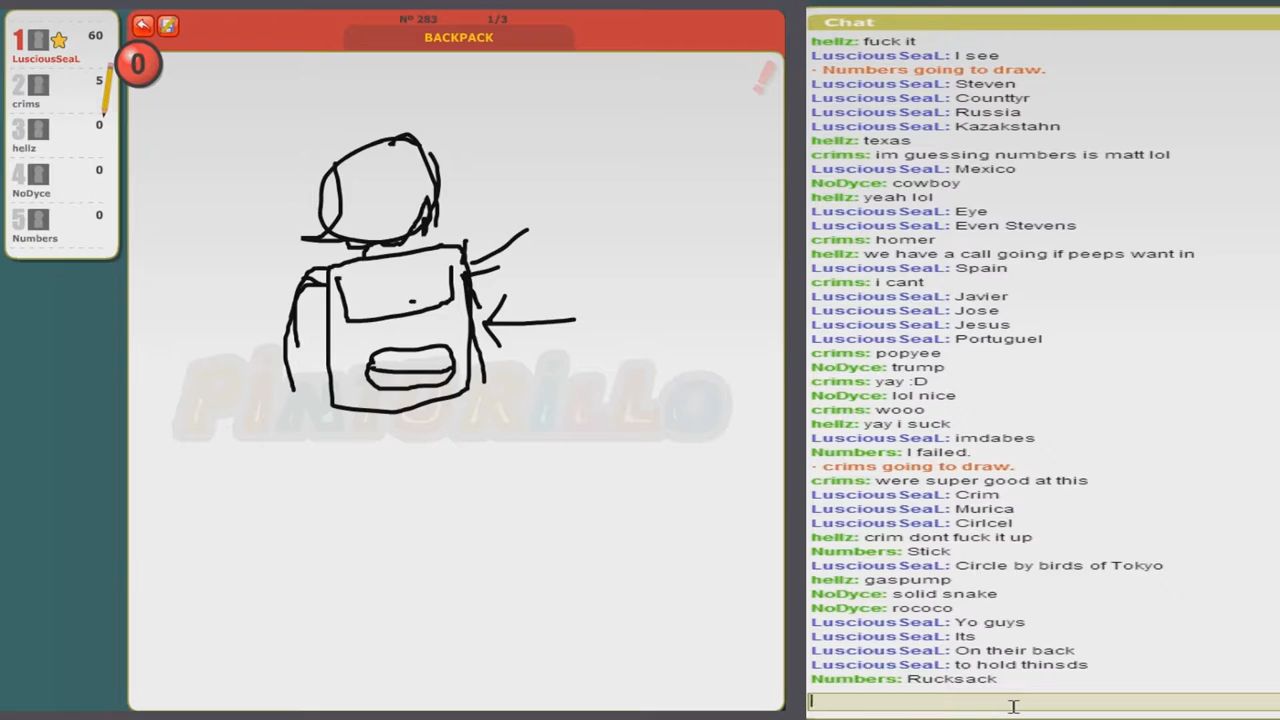 Nº 283
1/3
BACKPACK
1
60
LusciousSeaL
2
5
crims
3
0
hellz
4
0
NoDyce
5
0
Numbers
0
!
PINTURILLO
Chat
hellz: fuck it
LusciousSeaL: I see
- Numbers going to draw.
LusciousSeaL: Steven
LusciousSeaL: Counttyr
LusciousSeaL: Russia
LusciousSeaL: Kazakstahn
hellz: texas
crims: im guessing numbers is matt lol
LusciousSeaL: Mexico
NoDyce: cowboy
hellz: yeah lol
LusciousSeaL: Eye
LusciousSeaL: Even Stevens
crims: homer
hellz: we have a call going if peeps want in
LusciousSeaL: Spain
crims: i cant
LusciousSeaL: Javier
LusciousSeaL: Jose
LusciousSeaL: Jesus
LusciousSeaL: Portuguel
crims: popyee
NoDyce: trump
crims: yay :D
NoDyce: lol nice
crims: wooo
hellz: yay i suck
LusciousSeaL: imdabes
Numbers: I failed.
- crims going to draw.
crims: were super good at this
LusciousSeaL: Crim
LusciousSeaL: Murica
LusciousSeaL: Cirlcel
hellz: crim dont fuck it up
Numbers: Stick
LusciousSeaL: Circle by birds of Tokyo
hellz: gaspump
NoDyce: solid snake
NoDyce: rococo
LusciousSeaL: Yo guys
LusciousSeaL: Its
LusciousSeaL: On their back
LusciousSeaL: to hold thinsds
Numbers: Rucksack